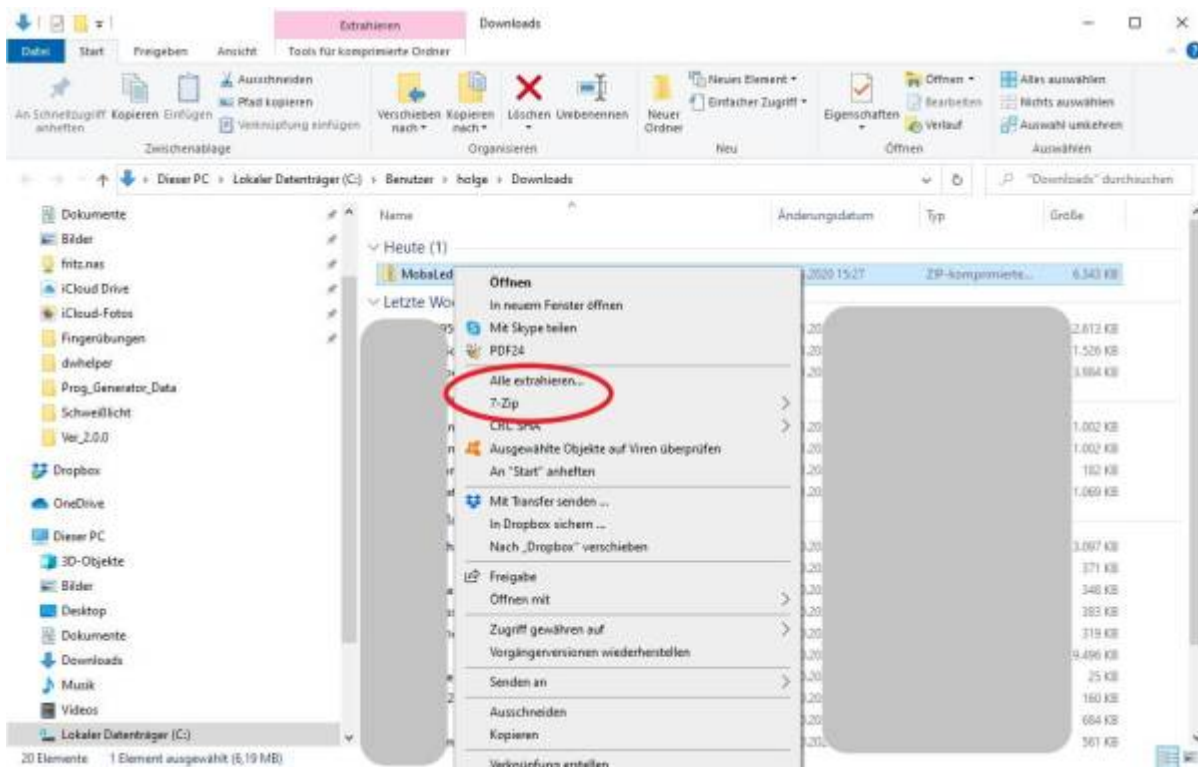 Extrahieren Downloads
Datei Start Freigeben Ansicht Tools für komprimierte Ordner
An Schnellzugriff anheften
Kopieren
Einfügen
Ausschneiden
Pfad kopieren
Verknüpfung einfügen
Zwischenablage
Verschieben nach
Kopieren nach
Löschen
Umbenennen
Organisieren
Neuer Ordner
Neues Element
Einfacher Zugriff
Neu
Eigenschaften
Öffnen
Bearbeiten
Verlauf
Öffnen
Alles auswählen
Nichts auswählen
Auswahl umkehren
Auswählen
Dieser PC Lokaler Datenträger (C:) Benutzer holge Downloads
"Downloads" durchsuchen
Dokumente
Bilder
fritz.nas
iCloud Drive
iCloud-Fotos
Fingerübungen
dwhelper
Prog_Generator_Data
Schweißlicht
Ver_2.0.0
Dropbox
OneDrive
Dieser PC
3D-Objekte
Bilder
Desktop
Dokumente
Downloads
Musik
Videos
Lokaler Datenträger (C:)
Name Änderungsdatum Typ Größe
Heute (1)
MobaLed .2020 15:27 ZIP-komprimierte... 6.343 KB
Letzte Wo
Öffnen
In neuem Fenster öffnen
Mit Skype teilen
PDF24
Alle extrahieren...
7-Zip
CRC SHA
Ausgewählte Objekte auf Viren überprüfen
An "Start" anheften
Mit Transfer senden ...
In Dropbox sichern ...
Nach „Dropbox" verschieben
Freigabe
Öffnen mit
Zugriff gewähren auf
Vorgängerversionen wiederherstellen
Senden an
Ausschneiden
Kopieren
Verknüpfung erstellen
2.612 KB
1.526 KB
3.984 KB
1.002 KB
1.002 KB
182 KB
1.069 KB
3.097 KB
371 KB
348 KB
393 KB
319 KB
9.496 KB
25 KB
160 KB
684 KB
561 KB
20 Elemente 1 Element ausgewählt (6,19 MB)